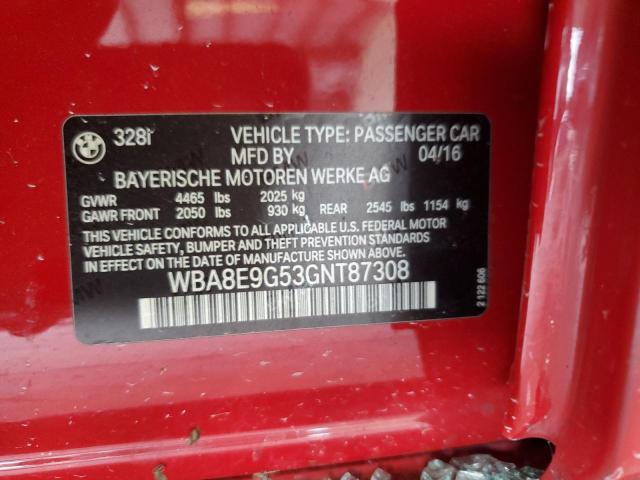 328i VEHICLE TYPE: PASSENGER CAR
MFD BY 04/16
BAYERISCHE MOTOREN WERKE AG
GVWR 4465 lbs 2025 kg
GAWR FRONT 2050 lbs 930 kg REAR 2545 lbs 1154 kg
THIS VEHICLE CONFORMS TO ALL APPLICABLE U.S. FEDERAL MOTOR
VEHICLE SAFETY, BUMPER AND THEFT PREVENTION STANDARDS
IN EFFECT ON THE DATE OF MANUFACTURE SHOWN ABOVE
WBA8E9G53GNT87308
2 122 606